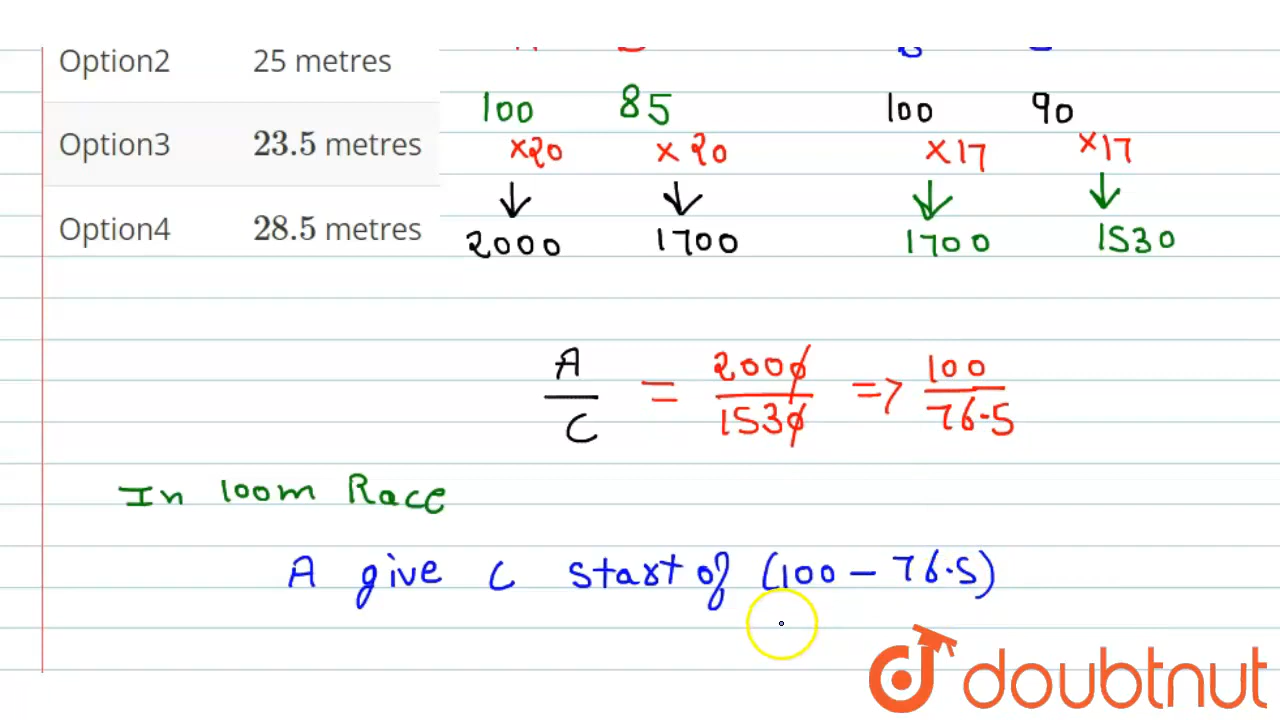 Option2 25 metres
100 85 100 90
Option3 23.5 metres ×20 × 20 × 17 ×17
↓ ↓ ↓ ↓
Option4 28.5 metres 2000 1700 1700 1530
A/C = 2000/1530 => 100/76.5
In 100m Race
A give C start of (100 - 76.5)
doubtnut